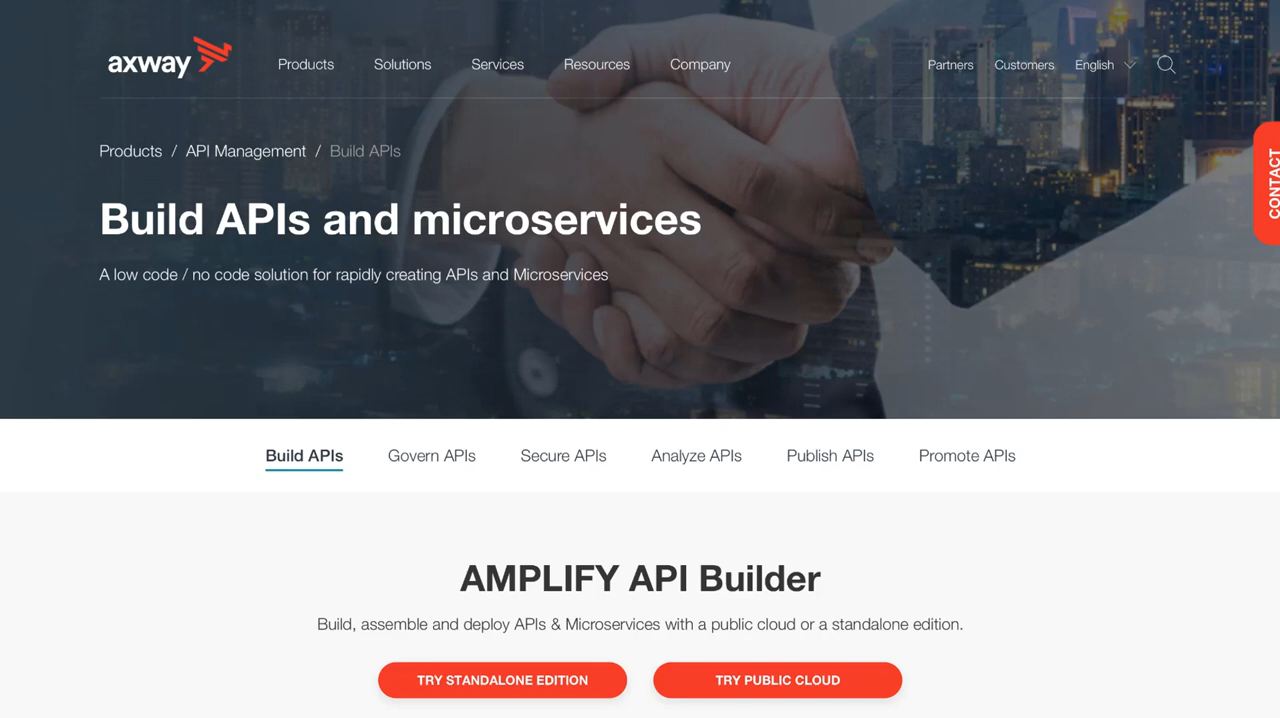 axway
Products Solutions Services Resources Company Partners Customers English
CONTACT
Products / API Management / Build APIs
Build APIs and microservices
A low code / no code solution for rapidly creating APIs and Microservices
Build APIs Govern APIs Secure APIs Analyze APIs Publish APIs Promote APIs
AMPLIFY API Builder
Build, assemble and deploy APIs & Microservices with a public cloud or a standalone edition.
TRY STANDALONE EDITION TRY PUBLIC CLOUD